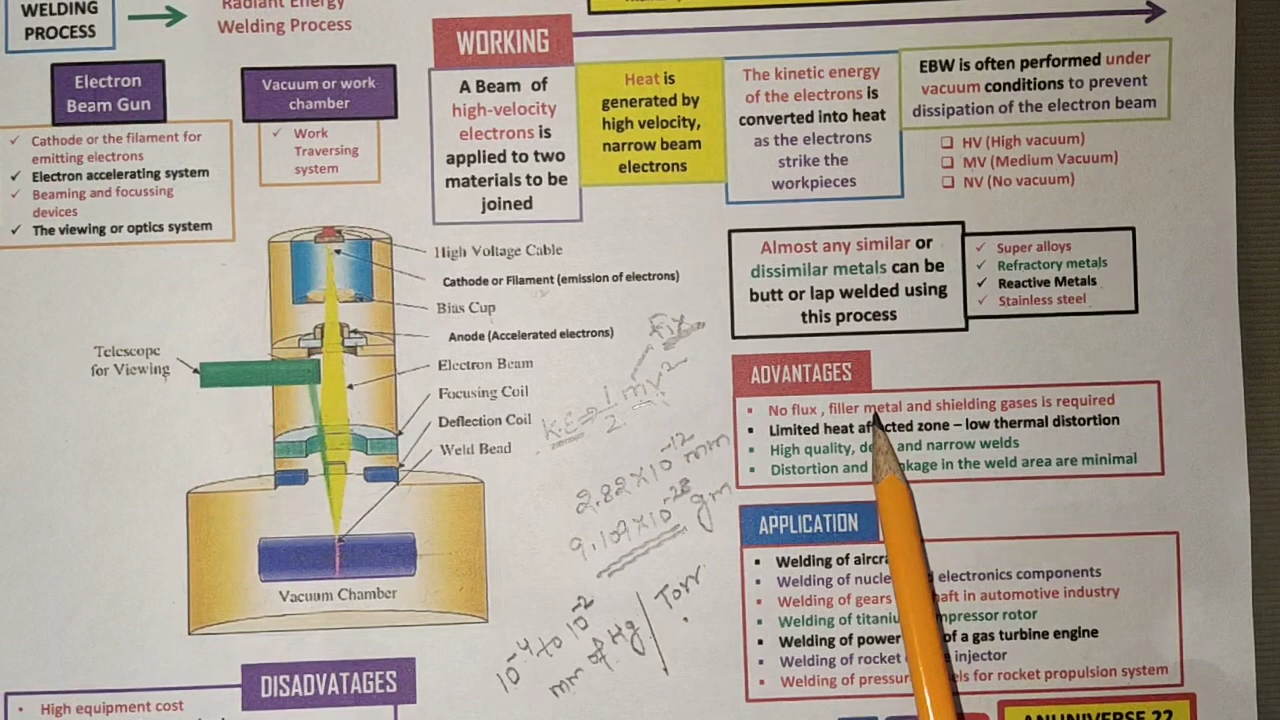 WELDING
PROCESS
Radiant Energy
Welding Process
Electron
Beam Gun
Cathode or the filament for
emitting electrons
Electron accelerating system
Beaming and focussing
devices
The viewing or optics system
Vacuum or work
chamber
Work
Traversing
system
WORKING
A Beam of
high-velocity
electrons is
applied to two
materials to be
joined
Heat is
generated by
high velocity,
narrow beam
electrons
The kinetic energy
of the electrons is
converted into heat
as the electrons
strike the
workpieces
EBW is often performed under
vacuum conditions to prevent
dissipation of the electron beam
HV (High vacuum)
MV (Medium Vacuum)
NV (No vacuum)
High Voltage Cable
Cathode or Filament (emission of electrons)
Bias Cup
Anode (Accelerated electrons)
Telescope
for Viewing
Electron Beam
Focusing Coil
Deflection Coil
Weld Bead
Vacuum Chamber
K.E = 1/2 mv2
2.82×10-12 mm
9.109×10-28 gm
10-4 to 10-2
mm of Hg / Torr
Almost any similar or
dissimilar metals can be
butt or lap welded using
this process
Super alloys
Refractory metals
Reactive Metals
Stainless steel
ADVANTAGES
No flux , filler metal and shielding gases is required
Limited heat affected zone – low thermal distortion
High quality, and narrow welds
Distortion and in the weld area are minimal
APPLICATION
Welding of
Welding of electronics components
Welding of gears in automotive industry
Welding of rotor
Welding of power of a gas turbine engine
Welding of rocket injector
Welding of for rocket propulsion system
DISADVATAGES
High equipment cost
ANUNIVERSE 22